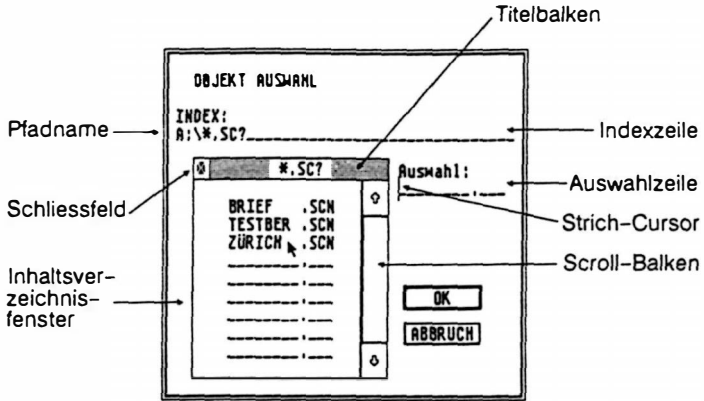 Titelbalken
OBJEKT AUSWAHL
INDEX:
Pfadname
A:\*.SC?
Indexzeile
*.SC?
Auswahl:
Auswahlzeile
Schliessfeld
BRIEF .SCN
Strich-Cursor
TESTBER .SCN
ZÜRICH .SCN
Scroll-Balken
Inhaltsver-
zeichnis-
fenster
OK
ABBRUCH